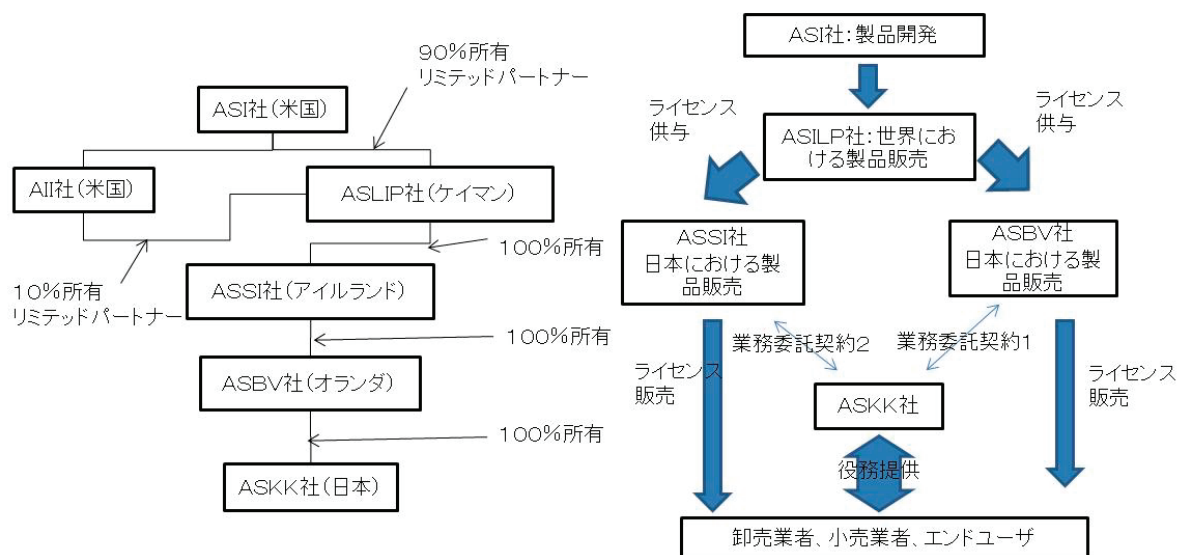 90%所有
リミテッドパートナー
ASI社(米国)
AII社(米国)
ASLIP社(ケイマン)
100%所有
10%所有
リミテッドパートナー
ASSI社(アイルランド)
100%所有
ASBV社(オランダ)
100%所有
ASKK社(日本)
ASI社:製品開発
ライセンス
供与
ライセンス
供与
ASILP社:世界にお
ける製品販売
ASSI社
日本における製
品販売
ASBV社
日本における製
品販売
業務委託契約2
業務委託契約1
ライセンス
販売
ライセンス
販売
ASKK社
役務提供
卸売業者、小売業者、エンドユーザ